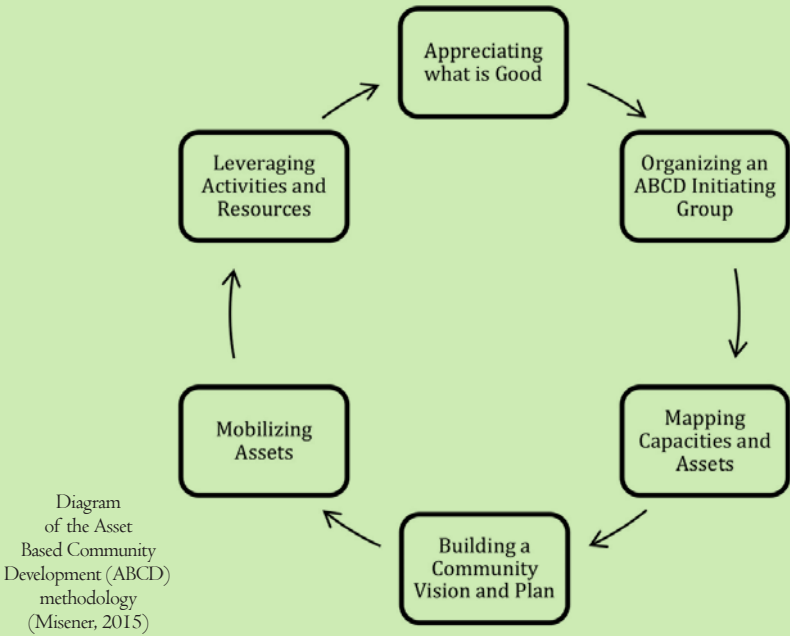 Appreciating
what is Good
Organizing an
ABCD Initiating
Group
Mapping
Capacities and
Assets
Building a
Community
Vision and Plan
Mobilizing
Assets
Leveraging
Activities and
Resources
Diagram
of the Asset
Based Community
Development (ABCD)
methodology
(Misener, 2015)